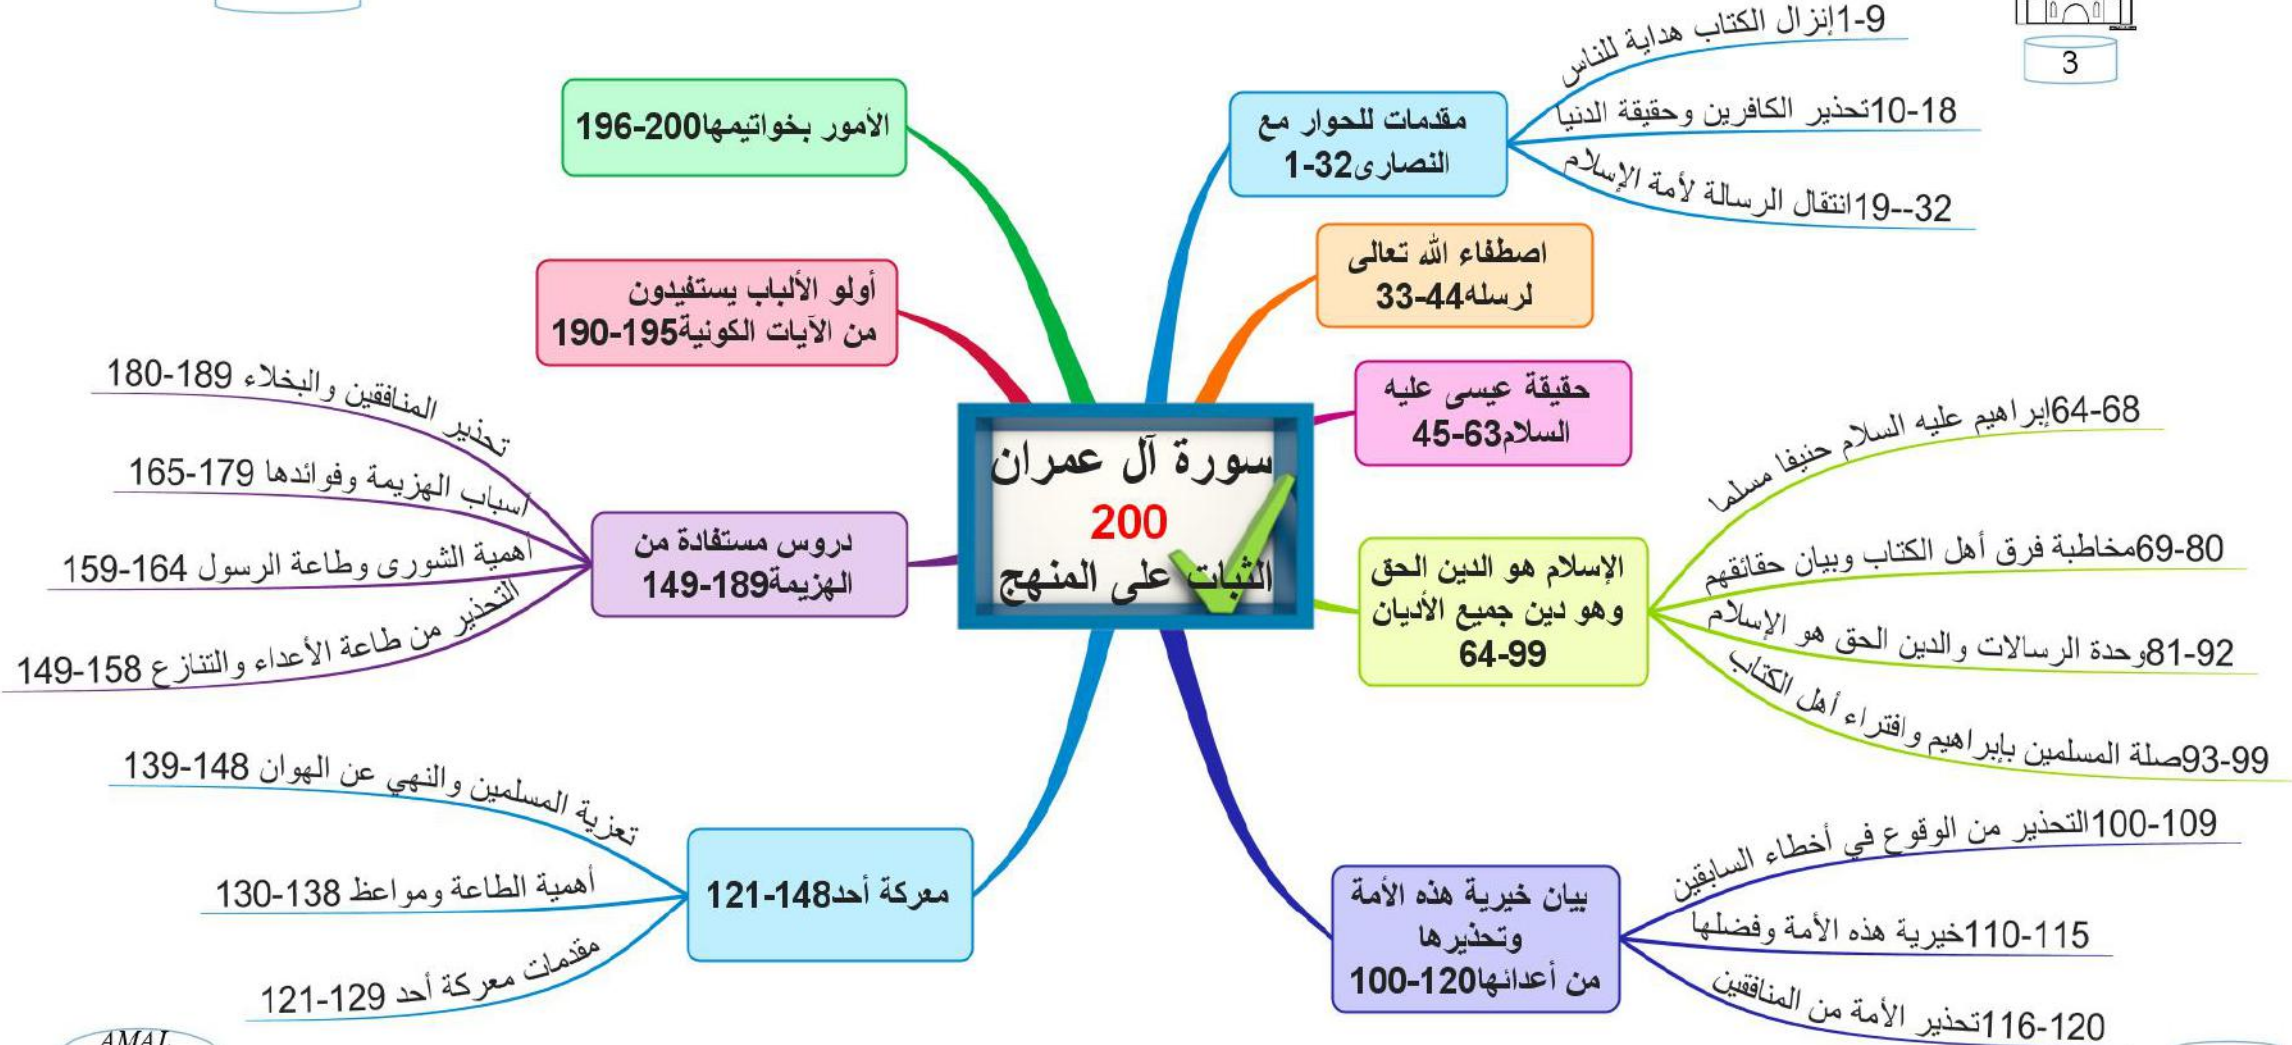 3
سورة آل عمران
200
الثبات على المنهج
مقدمات للحوار مع
النصارى1-32
1-9إنزال الكتاب هداية للناس
10-18تحذير الكافرين وحقيقة الدنيا
19--32انتقال الرسالة لأمة الإسلام
اصطفاء الله تعالى
لرسله33-44
حقيقة عيسى عليه
السلام45-63
الإسلام هو الدين الحق
وهو دين جميع الأديان
64-99
64-68إبراهيم عليه السلام حنيفا مسلما
69-80مخاطبة فرق أهل الكتاب وبيان حقائقهم
81-92وحدة الرسالات والدين الحق هو الإسلام
93-99صلة المسلمين بإبراهيم وافتراء أهل الكتاب
بيان خيرية هذه الأمة
وتحذيرها
من أعدائها100-120
100-109التحذير من الوقوع في أخطاء السابقين
110-115خيرية هذه الأمة وفضلها
116-120تحذير الأمة من المنافقين
معركة أحد121-148
مقدمات معركة أحد 121-129
أهمية الطاعة ومواعظ 130-138
تعزية المسلمين والنهي عن الهوان 139-148
دروس مستفادة من
الهزيمة149-189
التحذير من طاعة الأعداء والتنازع 149-158
أهمية الشورى وطاعة الرسول 159-164
أسباب الهزيمة وفوائدها 165-179
تحذير المنافقين والبخلاء 180-189
أولو الألباب يستفيدون
من الآيات الكونية190-195
الأمور بخواتيمها196-200
AMAL